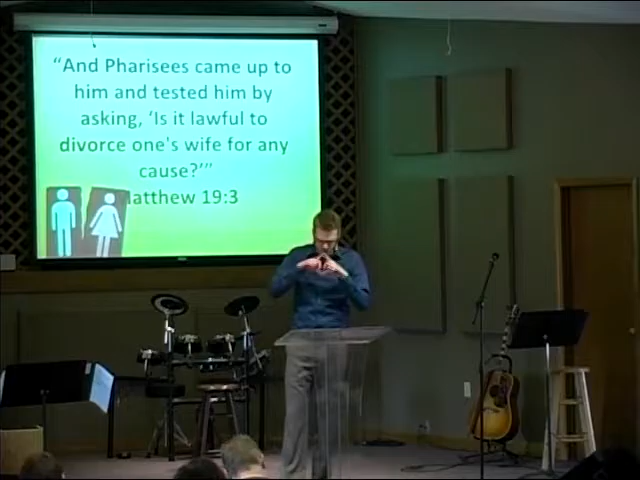 “And Pharisees came up to
him and tested him by
asking, ‘Is it lawful to
divorce one's wife for any
cause?’”
atthew 19:3